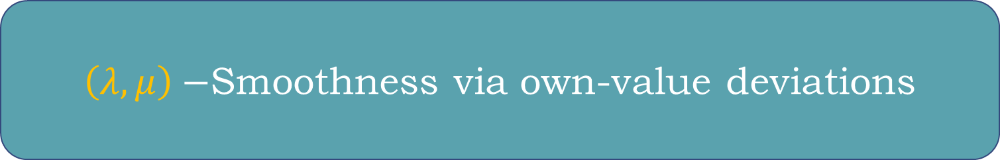 (λ, μ) −Smoothness via own-value deviations